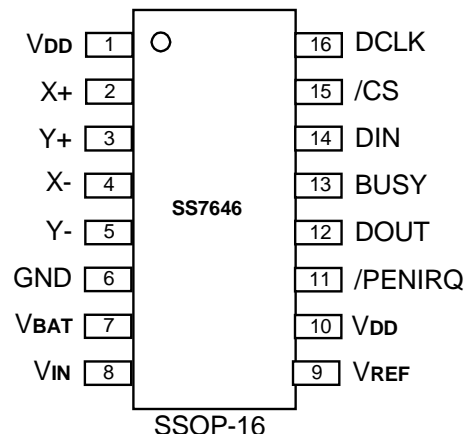 VDD 1 16 DCLK
X+ 2 15 /CS
Y+ 3 14 DIN
X- 4 13 BUSY
SS7646
Y- 5 12 DOUT
GND 6 11 /PENIRQ
VBAT 7 10 VDD
VIN 8 9 VREF
SSOP-16